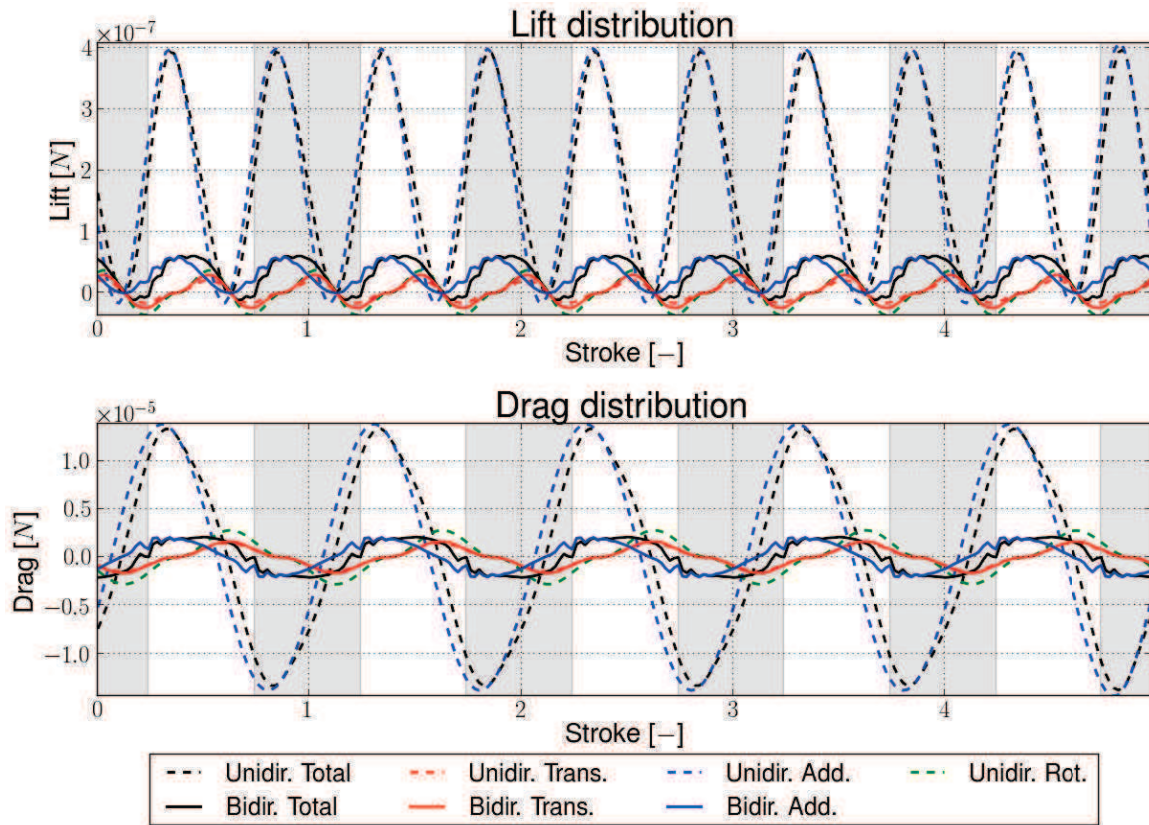 Lift distribution
×10⁻⁷
4
3
2
1
0
Lift [N]
0 1 2 3 4
Stroke [−]
Drag distribution
×10⁻⁵
1.0
0.5
0.0
−0.5
−1.0
Drag [N]
0 1 2 3 4
Stroke [−]
Unidir. Total Unidir. Trans. Unidir. Add. Unidir. Rot.
Bidir. Total Bidir. Trans. Bidir. Add.